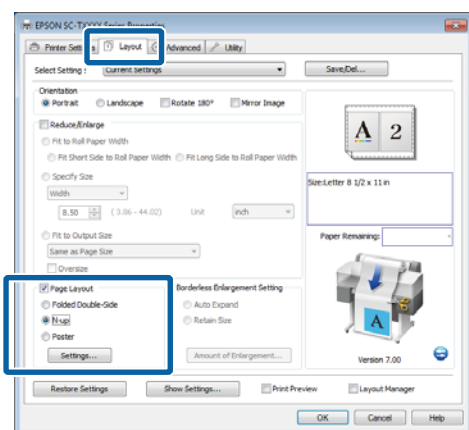 EPSON SC-TXXXX Series Properties
Printer Settings Layout Advanced Utility
Select Setting : Current Settings Save/Del...
Orientation
Portrait Landscape Rotate 180° Mirror Image
Reduce/Enlarge
Fit to Roll Paper Width
Fit Short Side to Roll Paper Width Fit Long Side to Roll Paper Width
Specify Size
Width
8.50 ( 3.86 - 44.02) Unit inch
Fit to Output Size
Same as Page Size
Oversize
A 2
Size:Letter 8 1/2 x 11 in
Paper Remaining:
Page Layout
Folded Double-Side
N-up
Poster
Settings...
Borderless Enlargement Setting
Auto Expand
Retain Size
Amount of Enlargement...
A
Version 7.00
Restore Settings Show Settings... Print Preview Layout Manager
OK Cancel Help